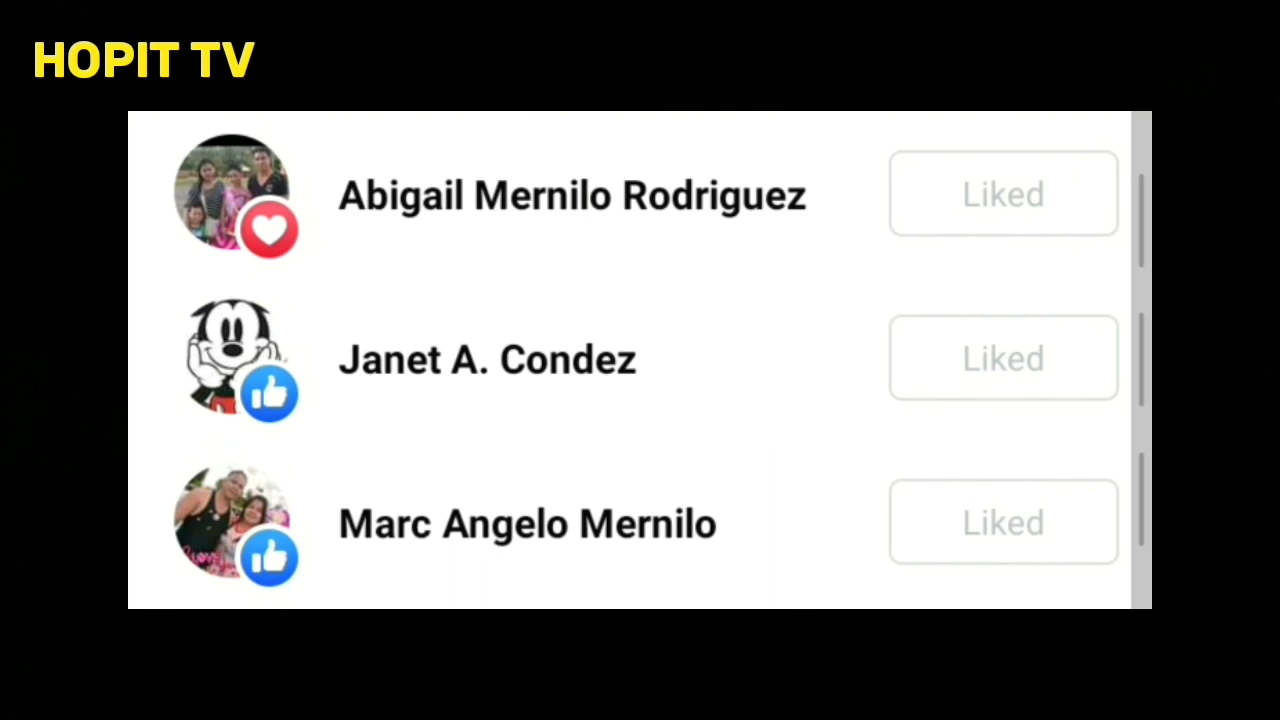 HOPIT TV
Abigail Mernilo Rodriguez
Liked
Janet A. Condez
Liked
Marc Angelo Mernilo
Liked